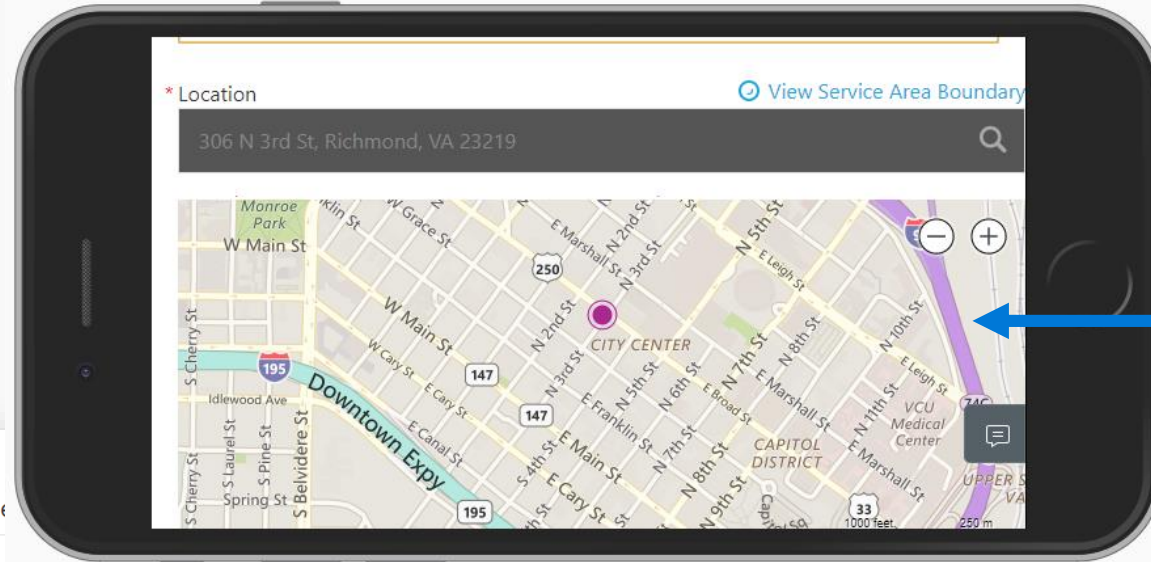 * Location
View Service Area Boundary
306 N 3rd St, Richmond, VA 23219
Monroe
Park
W Main St
W Grace St
E Marshall St
N 2nd St
N 3rd St
N 5th St
E Leigh St
250
W Main St
N 2nd St
CITY CENTER
N 10th St
S Cherry St
195
W Cary St
147
N 3rd St
N 5th St
N 6th St
N 7th St
N 8th St
E Leigh St
Idlewood Ave
Downtown Expy
E Cary St
147
E Franklin St
E Broad St
E Marshall St
N 11th St
VCU
Medical
Center
S Laurel St
S Pine St
S Belvidere St
E Canal St
S 4th St
E Main St
N 7th St
CAPITOL
DISTRICT
E Marshall St
S Cherry St
Spring St
195
E Cary St
N 8th St
N 9th St
33
UPPER S
VA
1000 feet
250 m